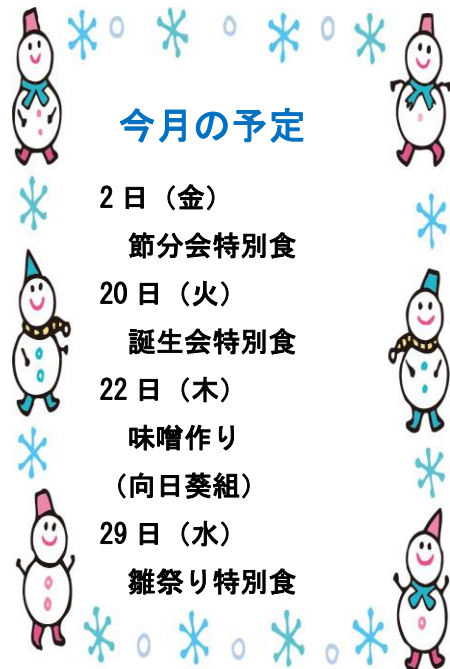 今月の予定
2日（金）
節分会特別食
20日（火）
誕生会特別食
22日（木）
味噌作り
（向日葵組）
29日（水）
雛祭り特別食